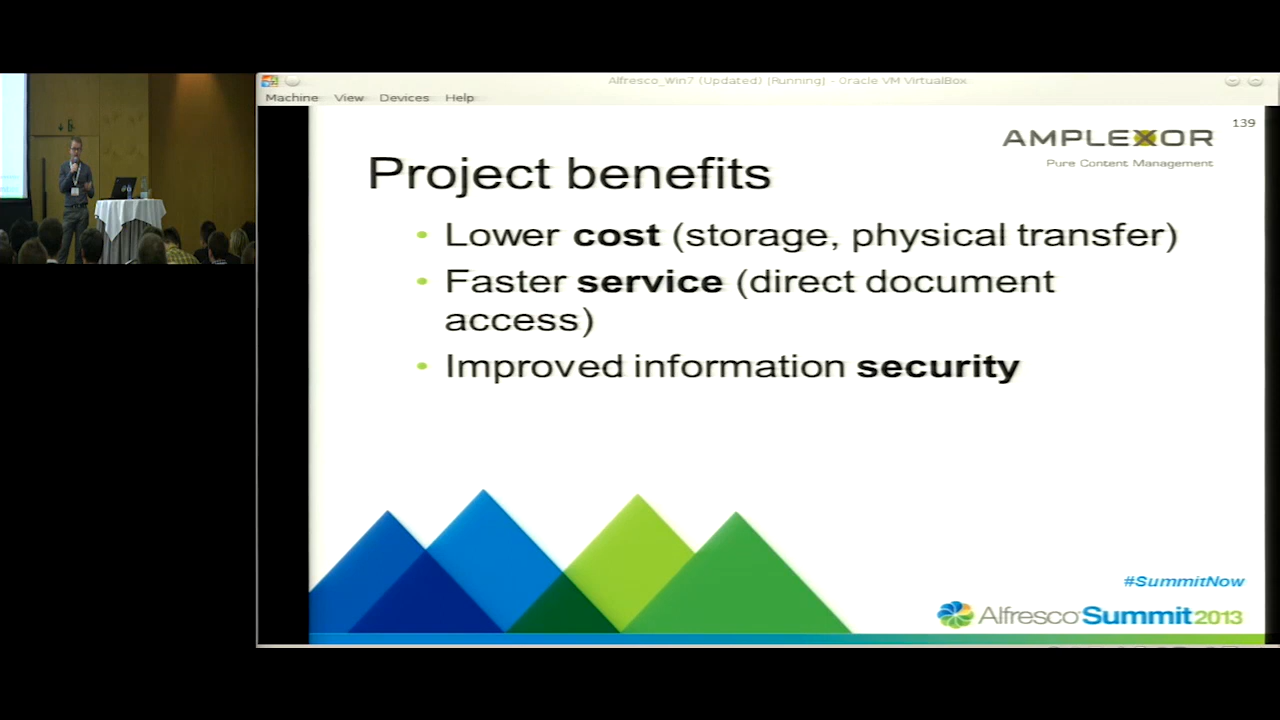 Alfresco_Win7 (Updated) [Running] - Oracle VM VirtualBox
Machine View Devices Help
139
AMPLEXOR
Pure Content Management
Project benefits
• Lower cost (storage, physical transfer)
• Faster service (direct document
access)
• Improved information security
#SummitNow
Alfresco Summit 2013